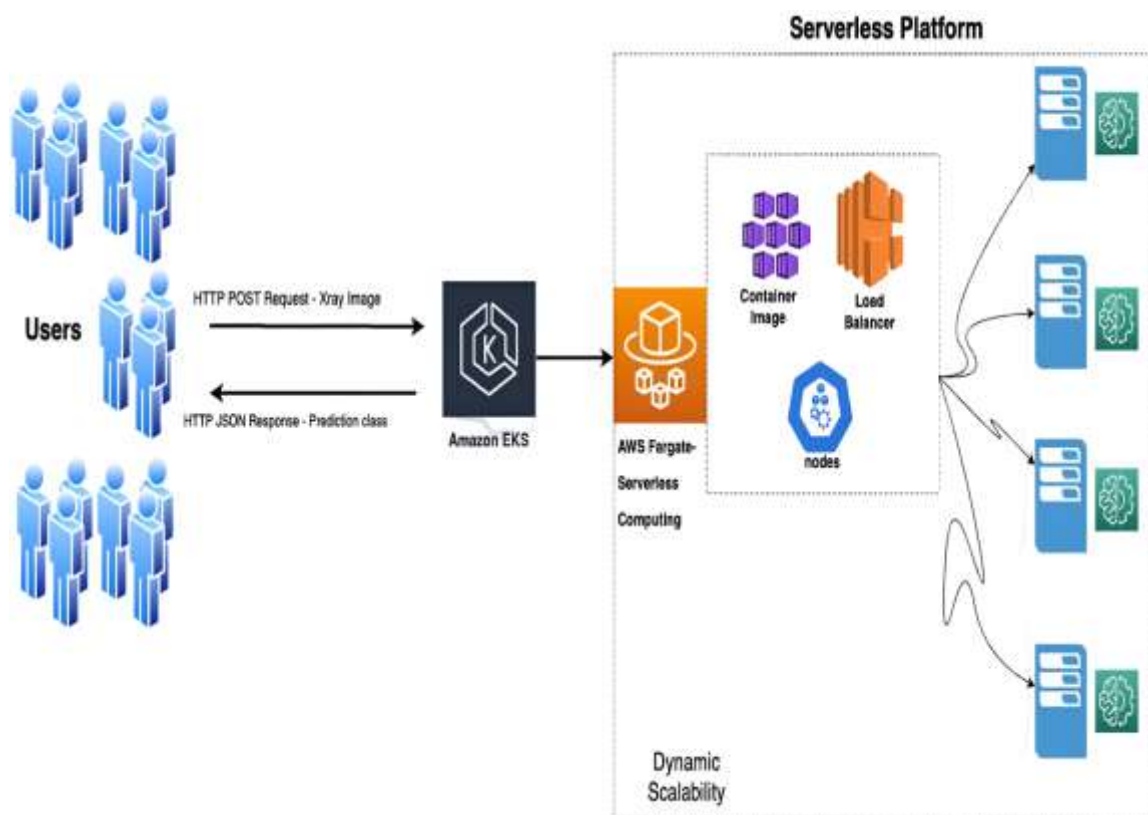 Serverless Platform
Users
HTTP POST Request - Xray Image
HTTP JSON Response - Prediction class
K
Amazon EKS
AWS Fargate-
Serverless
Computing
Container
Image
Load
Balancer
nodes
Dynamic
Scalability